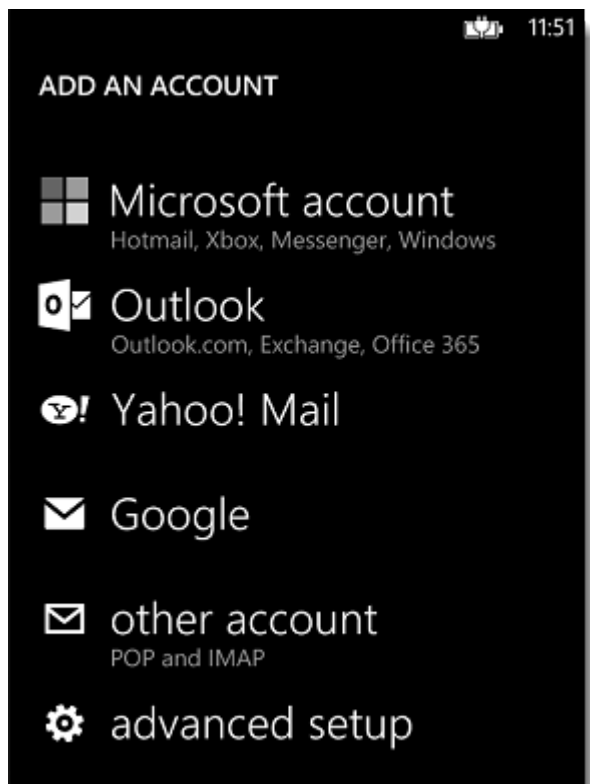 11:51
ADD AN ACCOUNT
Microsoft account
Hotmail, Xbox, Messenger, Windows
Outlook
Outlook.com, Exchange, Office 365
Yahoo! Mail
Google
other account
POP and IMAP
advanced setup